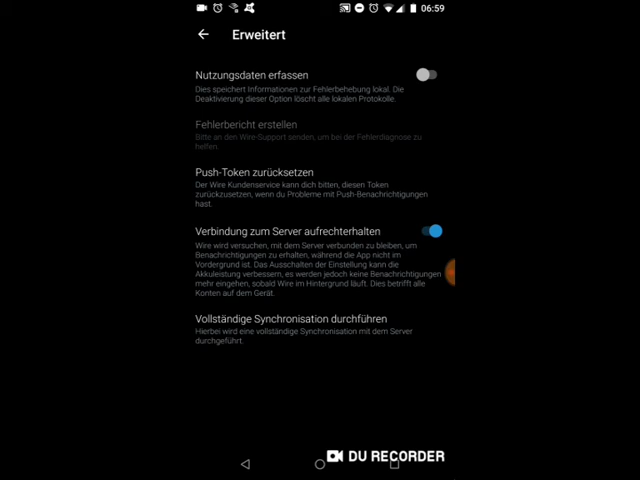 06:59
Erweitert
Nutzungsdaten erfassen
Dies speichert Informationen zur Fehlerbehebung lokal. Die
Deaktivierung dieser Option löscht alle lokalen Protokolle.
Fehlerbericht erstellen
Bitte an den Wire-Support senden, um bei der Fehlerdiagnose zu
helfen.
Push-Token zurücksetzen
Der Wire Kundenservice kann dich bitten, diesen Token
zurückzusetzen, wenn du Probleme mit Push-Benachrichtigungen
hast.
Verbindung zum Server aufrechterhalten
Wire wird versuchen, mit dem Server verbunden zu bleiben, um
Benachrichtigungen zu erhalten, während die App nicht im
Vordergrund ist. Das Ausschalten der Einstellung kann die
Akkuleistung verbessern, es werden jedoch keine Benachrichtigungen
mehr eingehen, sobald Wire im Hintergrund läuft. Dies betrifft alle
Konten auf dem Gerät.
Vollständige Synchronisation durchführen
Hierbei wird eine vollständige Synchronisation mit dem Server
durchgeführt.
DU RECORDER